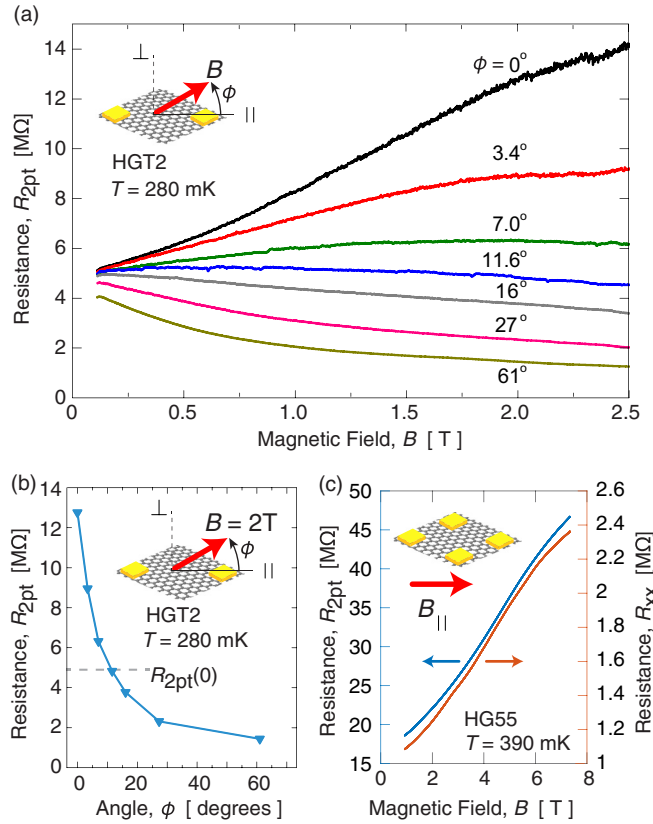 (a)
14
12
10
8
6
4
2
0
Resistance, R2pt [MΩ]
⊥
B
ϕ
||
HGT2
T = 280 mK
ϕ = 0°
3.4°
7.0°
11.6°
16°
27°
61°
0 0.5 1.0 1.5 2.0 2.5
Magnetic Field, B [ T ]
(b)
14
12
10
8
6
4
2
0
Resistance, R2pt [MΩ]
⊥
B = 2T
ϕ
||
HGT2
T = 280 mK
R2pt(0)
0 20 40 60 80
Angle, ϕ [ degrees ]
(c)
50
45
40
35
30
25
20
15
Resistance, R2pt [MΩ]
B||
HG55
T = 390 mK
2.6
2.4
2.2
2
1.8
1.6
1.4
1.2
1
Resistance, Rxx [MΩ]
0 2 4 6 8
Magnetic Field, B [ T ]